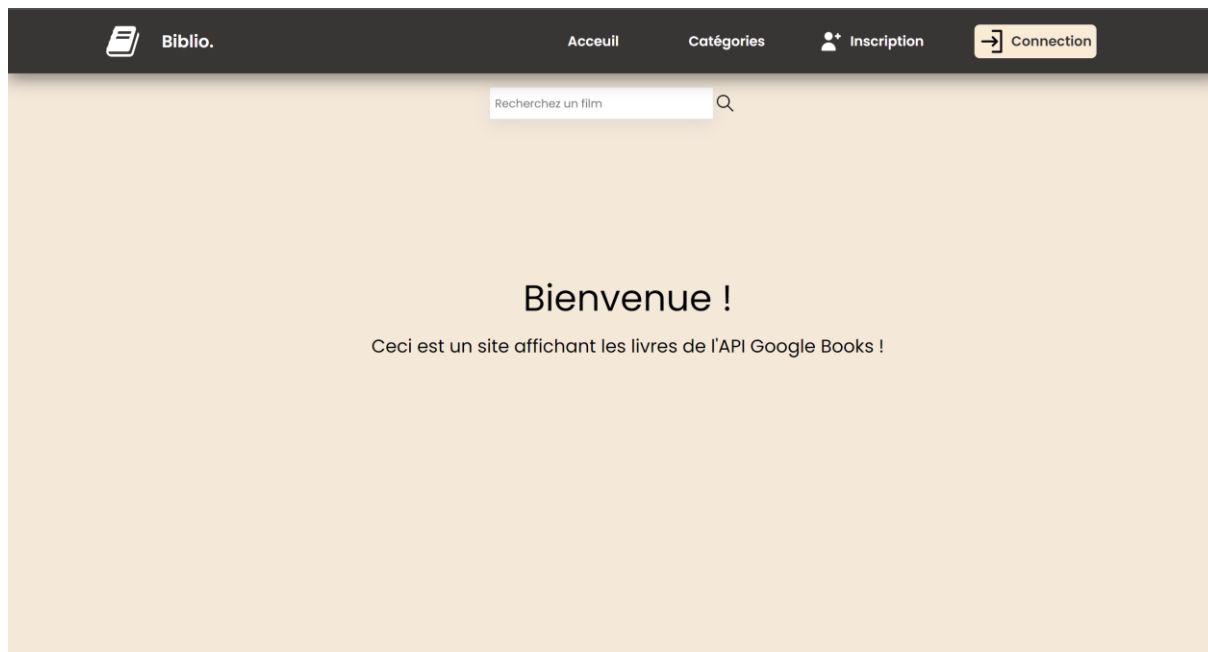 Biblio.
Acceuil
Catégories
Inscription
Connection
Recherchez un film
Bienvenue !
Ceci est un site affichant les livres de l'API Google Books !